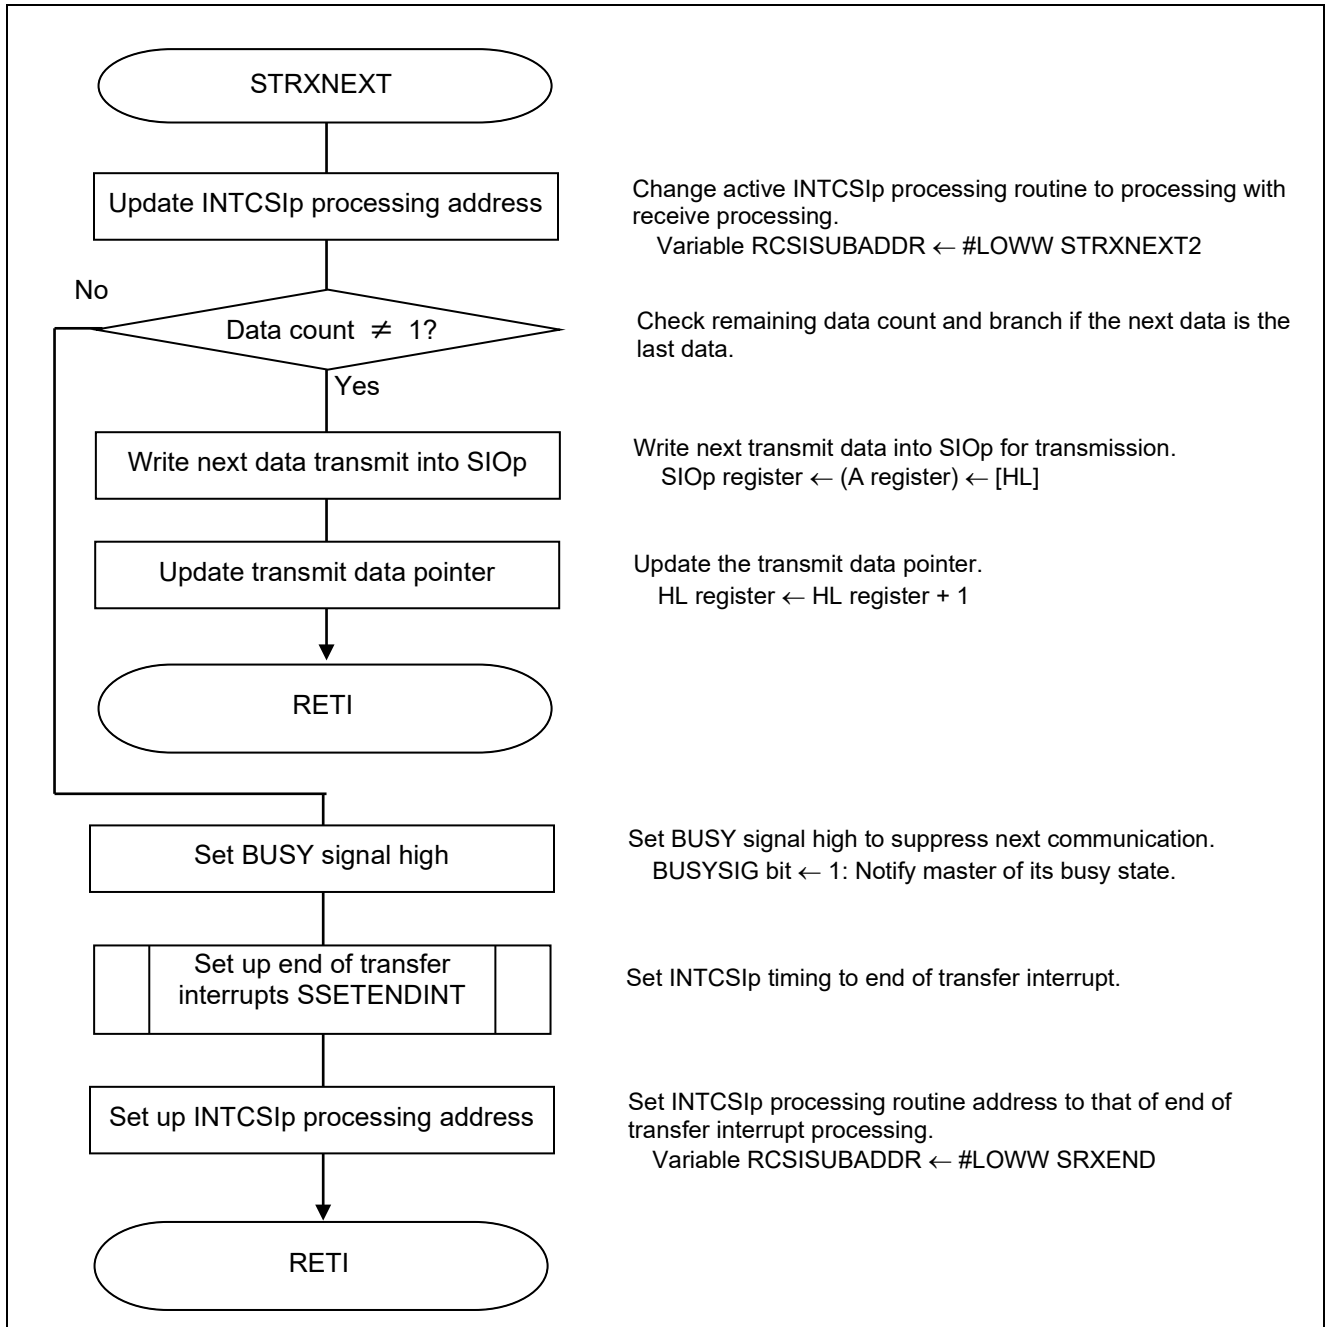 STRXNEXT
Update INTCSIp processing address
Change active INTCSIp processing routine to processing with
receive processing.
Variable RCSISUBADDR ← #LOWW STRXNEXT2
No
Data count ≠ 1?
Check remaining data count and branch if the next data is the
last data.
Yes
Write next data transmit into SIOp
Write next transmit data into SIOp for transmission.
SIOp register ← (A register) ← [HL]
Update transmit data pointer
Update the transmit data pointer.
HL register ← HL register + 1
RETI
Set BUSY signal high
Set BUSY signal high to suppress next communication.
BUSYSIG bit ← 1: Notify master of its busy state.
Set up end of transfer
interrupts SSETENDINT
Set INTCSIp timing to end of transfer interrupt.
Set up INTCSIp processing address
Set INTCSIp processing routine address to that of end of
transfer interrupt processing.
Variable RCSISUBADDR ← #LOWW SRXEND
RETI